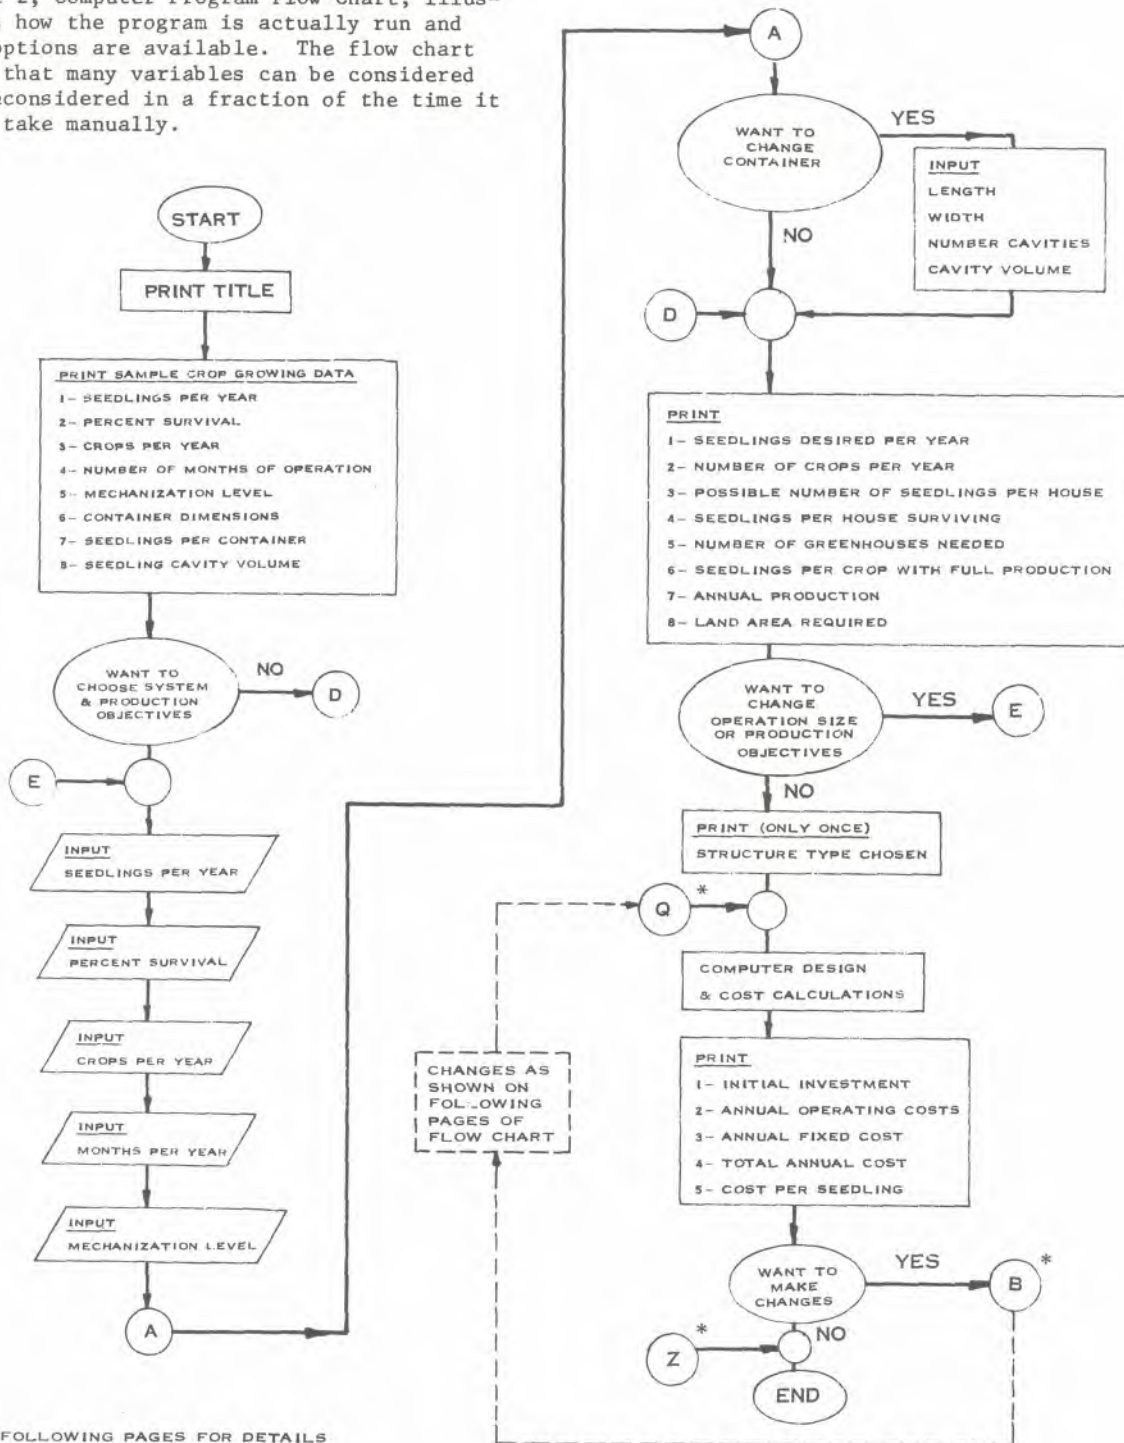 2, Computer Program Flow Chart, Illus-
how the program is actually run and
options are available. The flow chart
that many variables can be considered
econsidered in a fraction of the time it
take manually.
START
PRINT TITLE
PRINT SAMPLE CROP GROWING DATA
1- SEEDLINGS PER YEAR
2- PERCENT SURVIVAL
3- CROPS PER YEAR
4- NUMBER OF MONTHS OF OPERATION
5- MECHANIZATION LEVEL
6- CONTAINER DIMENSIONS
7- SEEDLINGS PER CONTAINER
8- SEEDLING CAVITY VOLUME
WANT TO
CHOOSE SYSTEM
& PRODUCTION
OBJECTIVES
NO
D
E
INPUT
SEEDLINGS PER YEAR
INPUT
PERCENT SURVIVAL
INPUT
CROPS PER YEAR
INPUT
MONTHS PER YEAR
INPUT
MECHANIZATION LEVEL
A
A
WANT TO
CHANGE
CONTAINER
YES
INPUT
LENGTH
WIDTH
NUMBER CAVITIES
CAVITY VOLUME
NO
D
PRINT
1- SEEDLINGS DESIRED PER YEAR
2- NUMBER OF CROPS PER YEAR
3- POSSIBLE NUMBER OF SEEDLINGS PER HOUSE
4- SEEDLINGS PER HOUSE SURVIVING
5- NUMBER OF GREENHOUSES NEEDED
6- SEEDLINGS PER CROP WITH FULL PRODUCTION
7- ANNUAL PRODUCTION
8- LAND AREA REQUIRED
WANT TO
CHANGE
OPERATION SIZE
OR PRODUCTION
OBJECTIVES
YES
E
NO
PRINT (ONLY ONCE)
STRUCTURE TYPE CHOSEN
Q *
COMPUTER DESIGN
& COST CALCULATIONS
CHANGES AS
SHOWN ON
FOLLOWING
PAGES OF
FLOW CHART
PRINT
1- INITIAL INVESTMENT
2- ANNUAL OPERATING COSTS
3- ANNUAL FIXED COST
4- TOTAL ANNUAL COST
5- COST PER SEEDLING
WANT TO
MAKE
CHANGES
YES
B *
NO
Z *
END
FOLLOWING PAGES FOR DETAILS